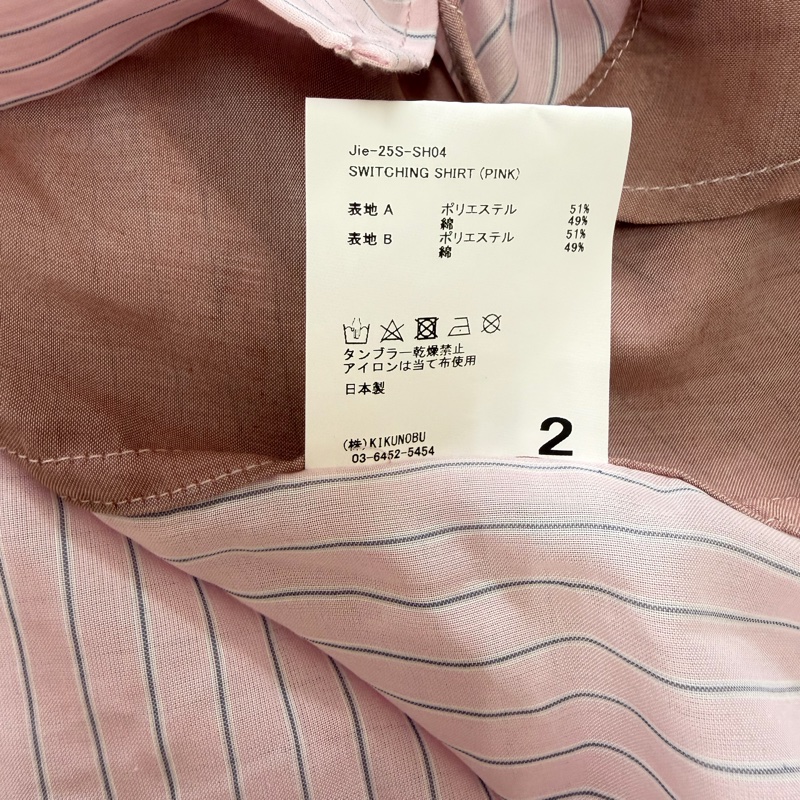 Jie-25S-SH04
SWITCHING SHIRT (PINK)
表地 A ポリエステル 51%
綿 49%
表地 B ポリエステル 51%
綿 49%
タンブラー乾燥禁止
アイロンは当て布使用
日本製
(株)KIKUNOBU
03-6452-5454
2